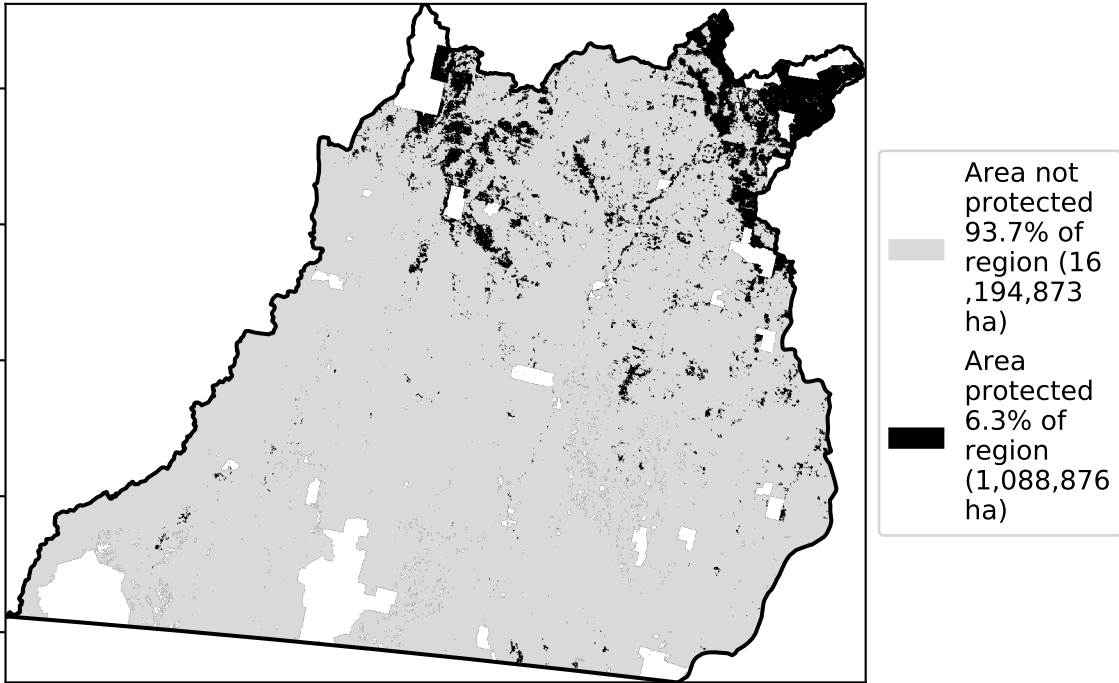 Area not
protected
93.7% of
region (16
,194,873
ha)
Area
protected
6.3% of
region
(1,088,876
ha)